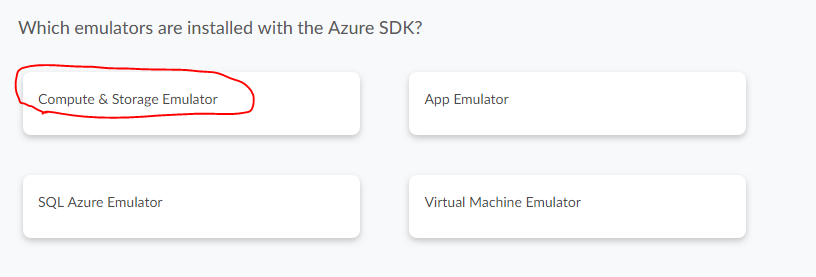 Which emulators are installed with the Azure SDK?
Compute & Storage Emulator
App Emulator
SQL Azure Emulator
Virtual Machine Emulator